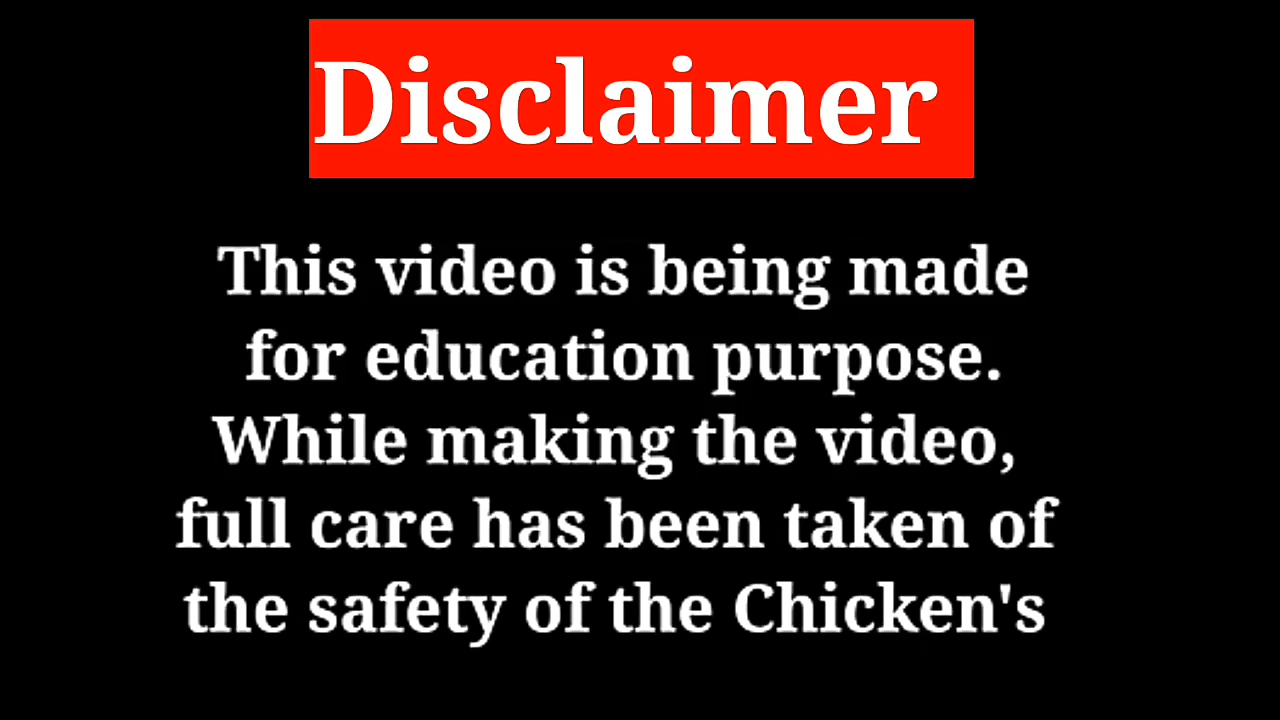 Disclaimer
This video is being made
for education purpose.
While making the video,
full care has been taken of
the safety of the Chicken's